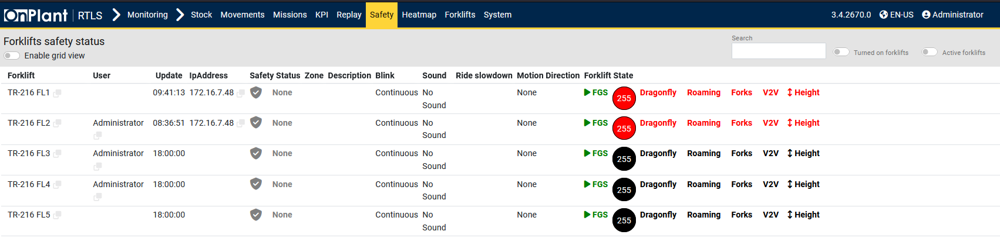 OnPlant RTLS Monitoring Stock Movements Missions KPI Replay Safety Heatmap Forklifts System 3.4.2670.0 EN-US Administrator
Forklifts safety status
Enable grid view
Search
Turned on forklifts
Active forklifts
Forklift User Update IpAddress Safety Status Zone Description Blink Sound Ride slowdown Motion Direction Forklift State
TR-216 FL1 09:41:13 172.16.7.48 None Continuous No Sound None FGS 255 Dragonfly Roaming Forks V2V Height
TR-216 FL2 Administrator 08:36:51 172.16.7.48 None Continuous No Sound None FGS 255 Dragonfly Roaming Forks V2V Height
TR-216 FL3 Administrator 18:00:00 None Continuous No Sound None FGS 255 Dragonfly Roaming Forks V2V Height
TR-216 FL4 Administrator 18:00:00 None Continuous No Sound None FGS 255 Dragonfly Roaming Forks V2V Height
TR-216 FL5 18:00:00 None Continuous No Sound None FGS 255 Dragonfly Roaming Forks V2V Height